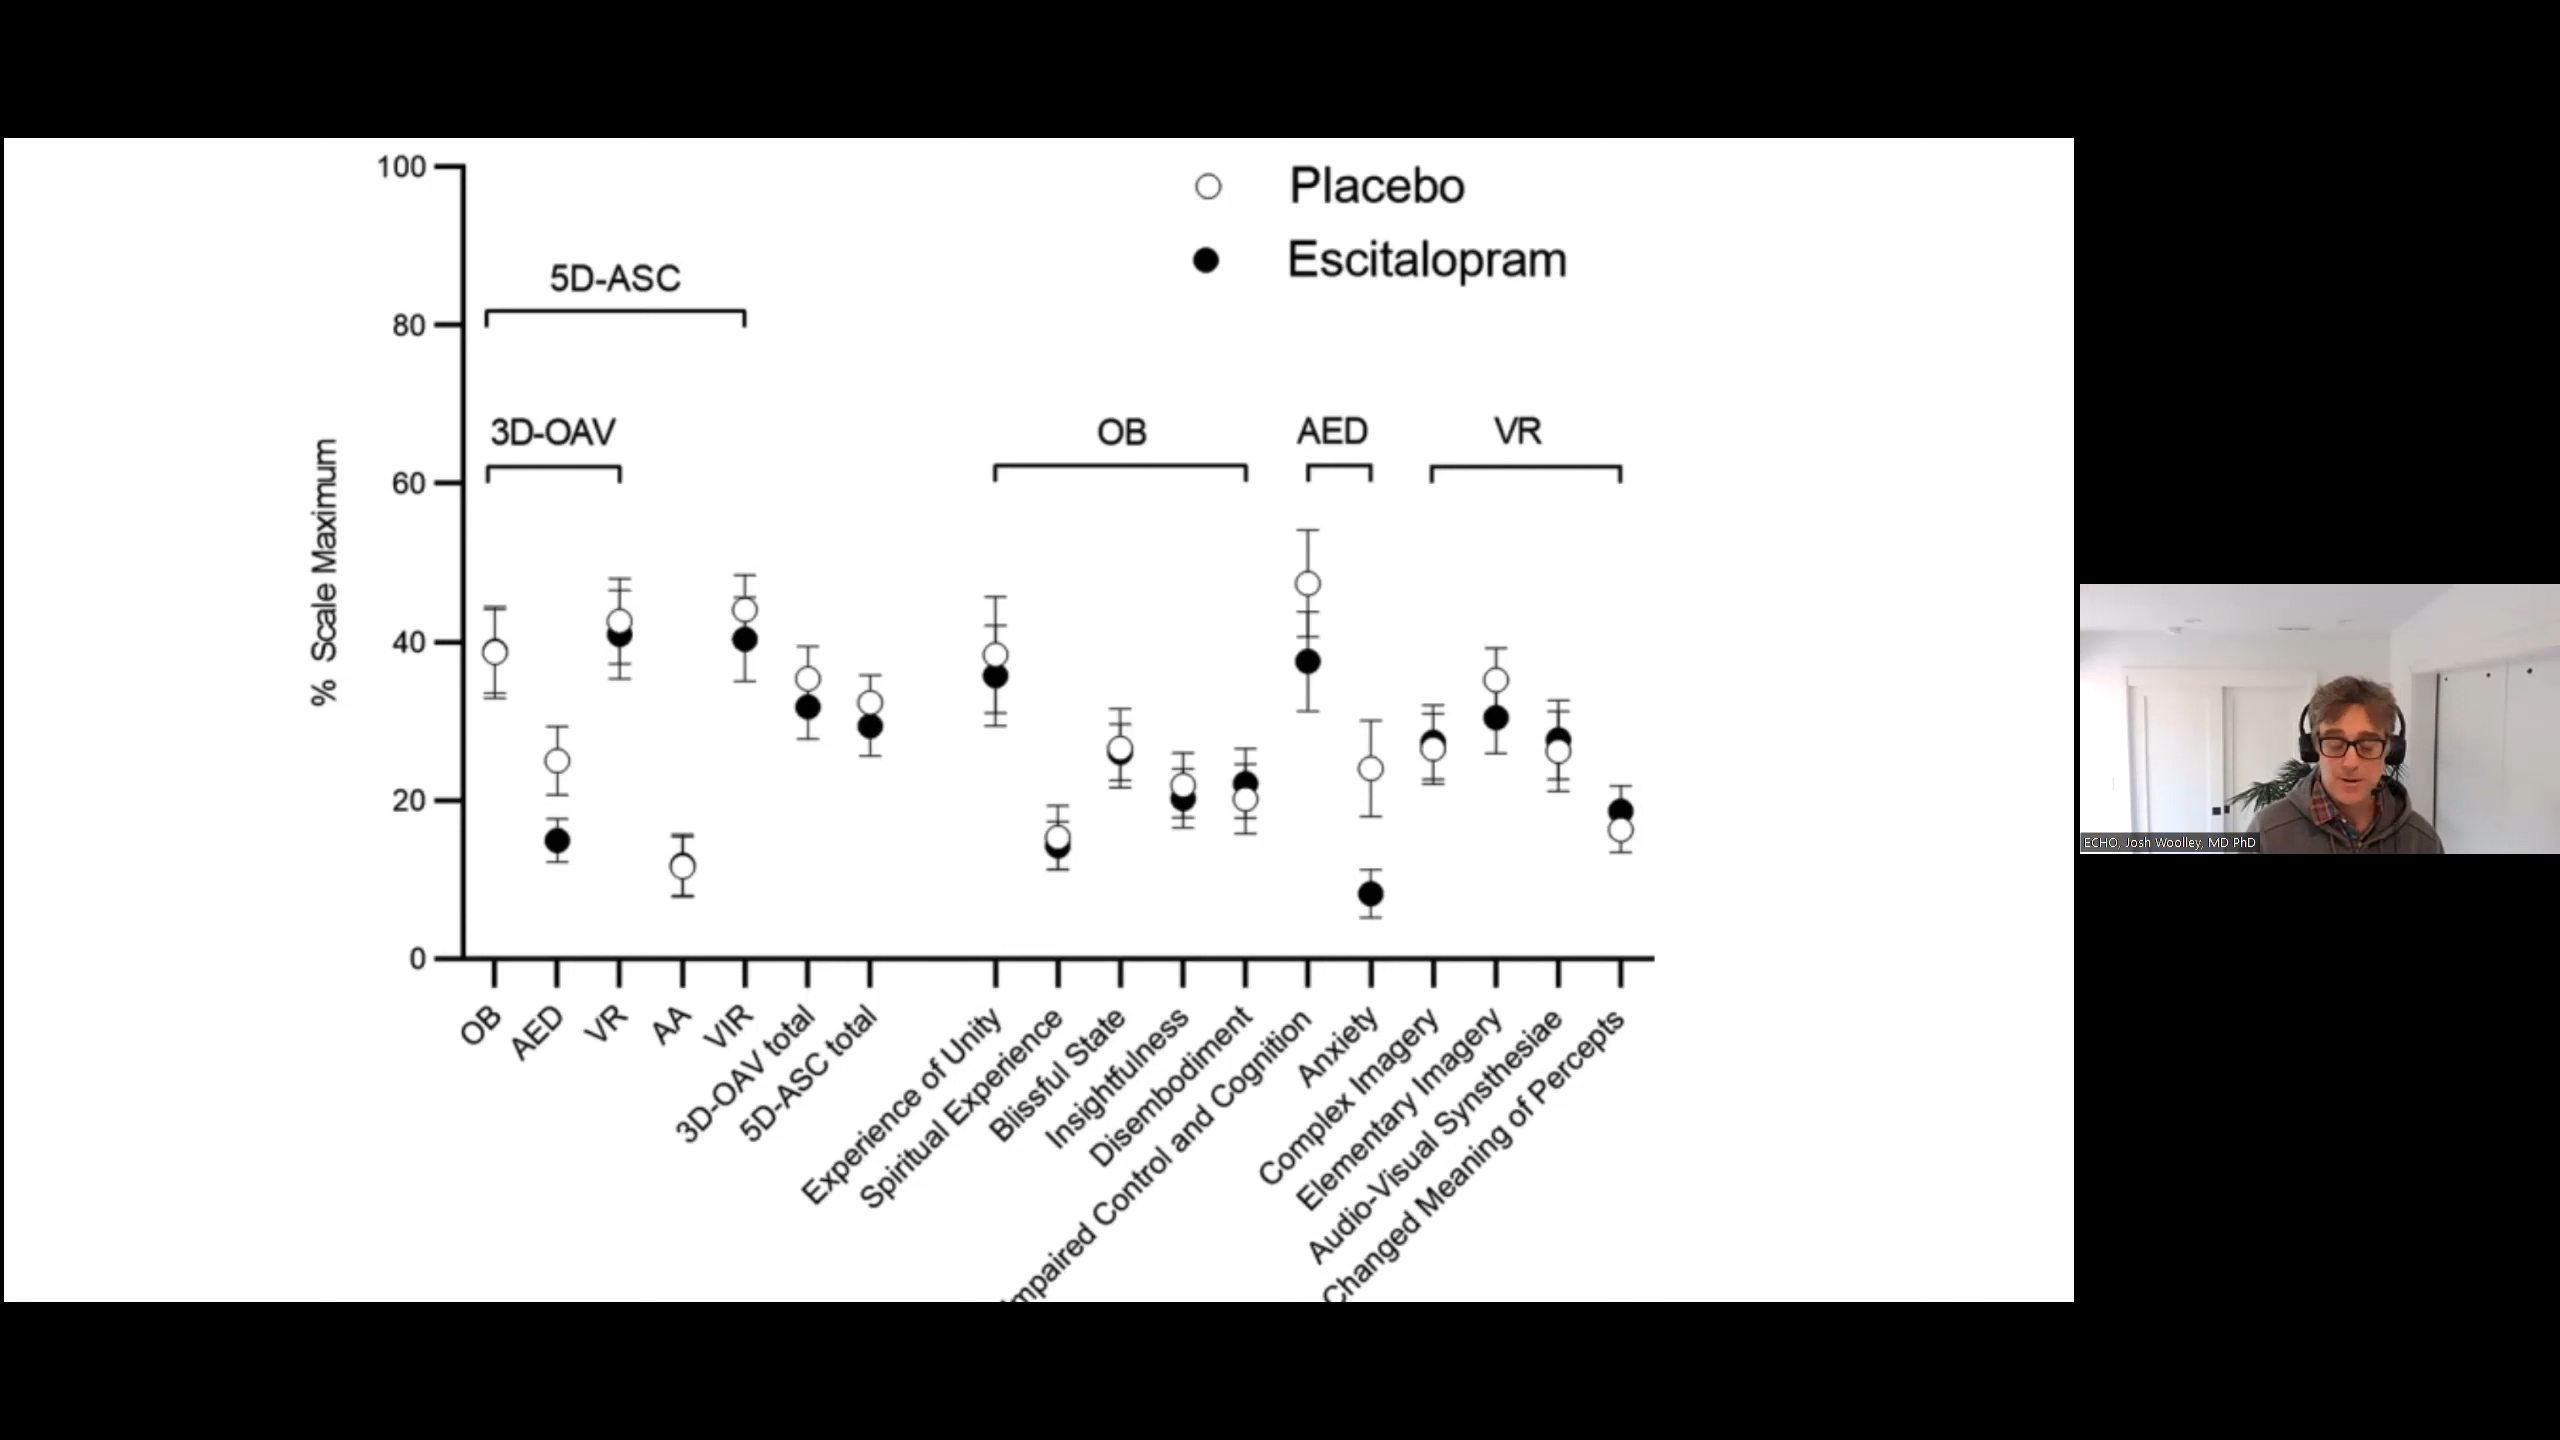 100
Placebo
Escitalopram
5D-ASC
80
3D-OAV
OB
AED
VR
60
% Scale Maximum
40
20
0
OB
AED
VR
AA
VIR
3D-OAV total
5D-ASC total
Experience of Unity
Spiritual Experience
Blissful State
Insightfulness
Disembodiment
Impaired Control and Cognition
Anxiety
Complex Imagery
Elementary Imagery
Audio-Visual Synsthesiae
Changed Meaning of Percepts
ECHO, Josh Woolley, MD PhD